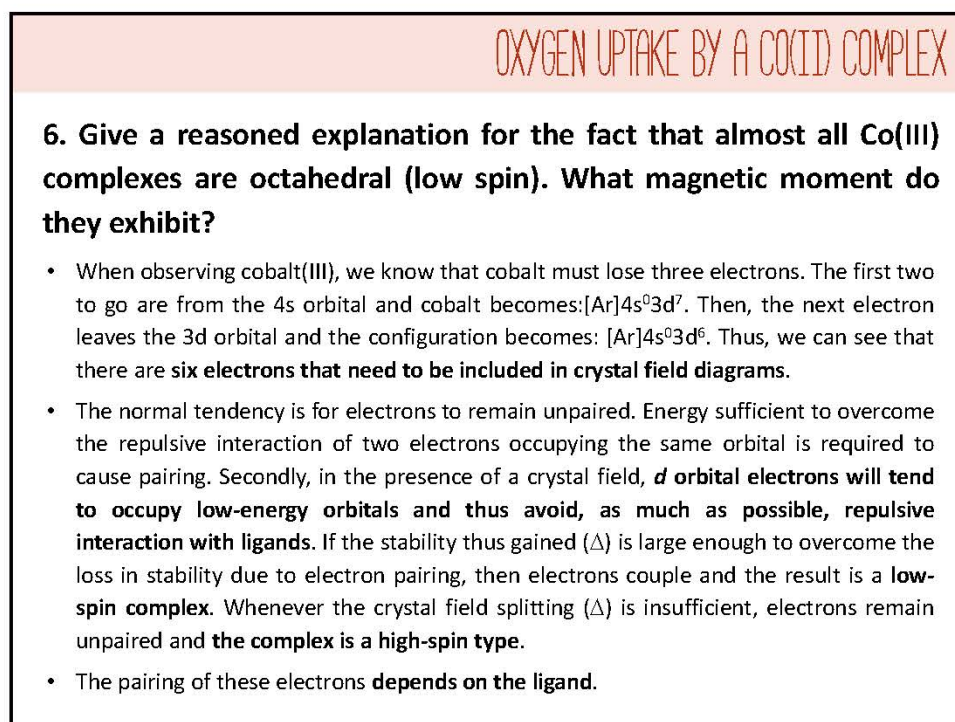 OXYGEN UPTAKE BY A CO(II) COMPLEX
6. Give a reasoned explanation for the fact that almost all Co(III)
complexes are octahedral (low spin). What magnetic moment do
they exhibit?
• When observing cobalt(III), we know that cobalt must lose three electrons. The first two
to go are from the 4s orbital and cobalt becomes:[Ar]4s⁰3d⁷. Then, the next electron
leaves the 3d orbital and the configuration becomes: [Ar]4s⁰3d⁶. Thus, we can see that
there are six electrons that need to be included in crystal field diagrams.
• The normal tendency is for electrons to remain unpaired. Energy sufficient to overcome
the repulsive interaction of two electrons occupying the same orbital is required to
cause pairing. Secondly, in the presence of a crystal field, d orbital electrons will tend
to occupy low-energy orbitals and thus avoid, as much as possible, repulsive
interaction with ligands. If the stability thus gained (Δ) is large enough to overcome the
loss in stability due to electron pairing, then electrons couple and the result is a low-
spin complex. Whenever the crystal field splitting (Δ) is insufficient, electrons remain
unpaired and the complex is a high-spin type.
• The pairing of these electrons depends on the ligand.